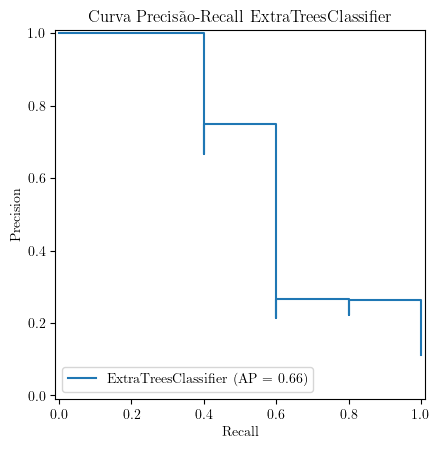 Curva Precisão-Recall ExtraTreesClassifier
1.0
0.8
0.6
0.4
0.2
0.0
Precision
ExtraTreesClassifier (AP = 0.66)
0.0 0.2 0.4 0.6 0.8 1.0
Recall